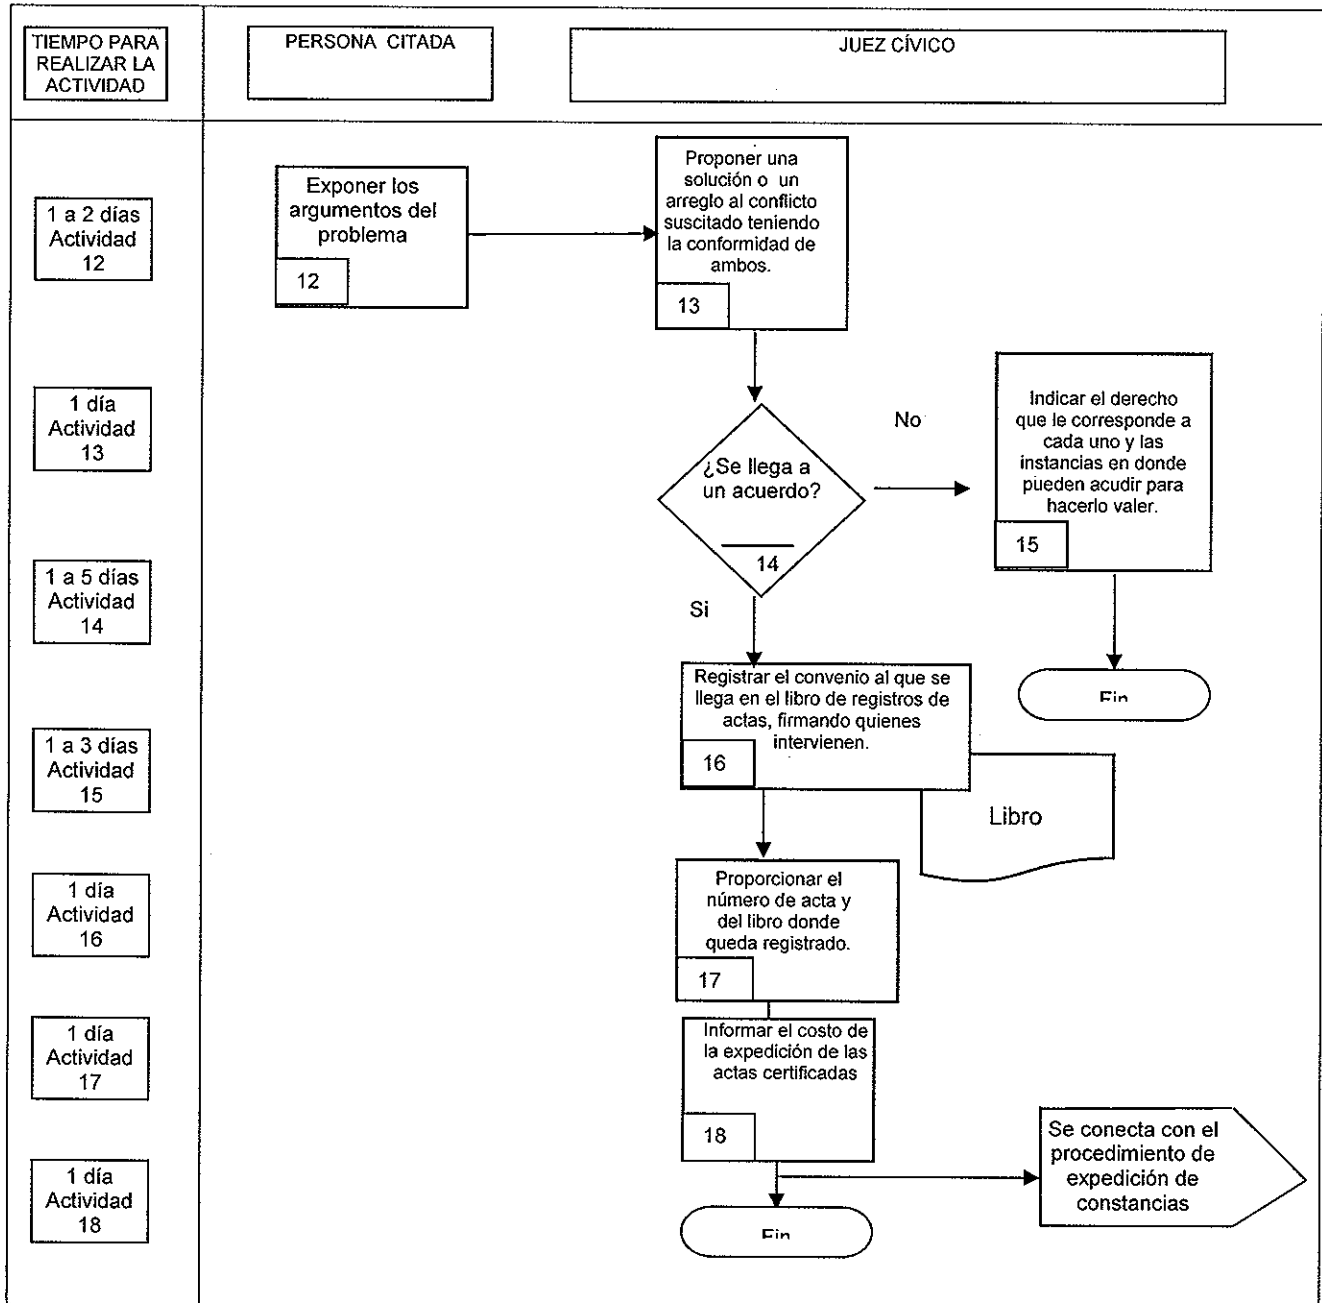 TIEMPO PARA
REALIZAR LA
ACTIVIDAD
PERSONA CITADA
JUEZ CÍVICO
1 a 2 días
Actividad
12
Exponer los
argumentos del
problema
12
Proponer una
solución o un
arreglo al conflicto
suscitado teniendo
la conformidad de
ambos.
13
1 día
Actividad
13
¿Se llega a
un acuerdo?
14
No
Indicar el derecho
que le corresponde a
cada uno y las
instancias en donde
pueden acudir para
hacerlo valer.
15
Fin
1 a 5 días
Actividad
14
Si
Registrar el convenio al que se
llega en el libro de registros de
actas, firmando quienes
intervienen.
16
Libro
1 a 3 días
Actividad
15
Proporcionar el
número de acta y
del libro donde
queda registrado.
17
1 día
Actividad
16
Informar el costo de
la expedición de las
actas certificadas
18
1 día
Actividad
17
Se conecta con el
procedimiento de
expedición de
constancias
1 día
Actividad
18
Fin